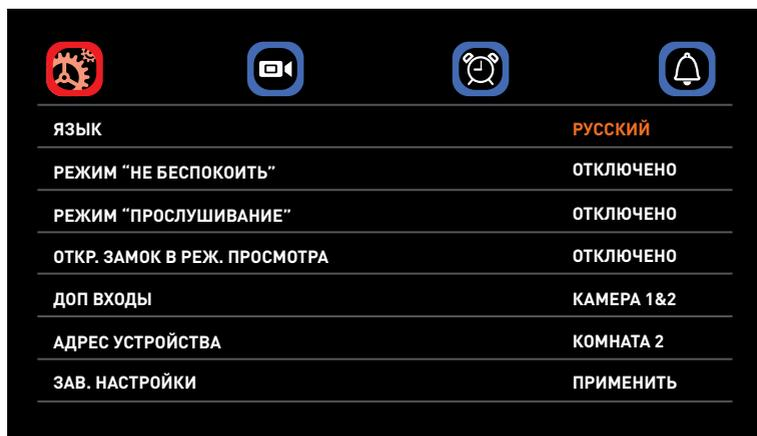 ЯЗЫК РУССКИЙ
РЕЖИМ “НЕ БЕСПОКОИТЬ” ОТКЛЮЧЕНО
РЕЖИМ “ПРОСЛУШИВАНИЕ” ОТКЛЮЧЕНО
ОТКР. ЗАМОК В РЕЖ. ПРОСМОТРА ОТКЛЮЧЕНО
ДОП ВХОДЫ КАМЕРА 1&2
АДРЕС УСТРОЙСТВА КОМНАТА 2
ЗАВ. НАСТРОЙКИ ПРИМЕНИТЬ